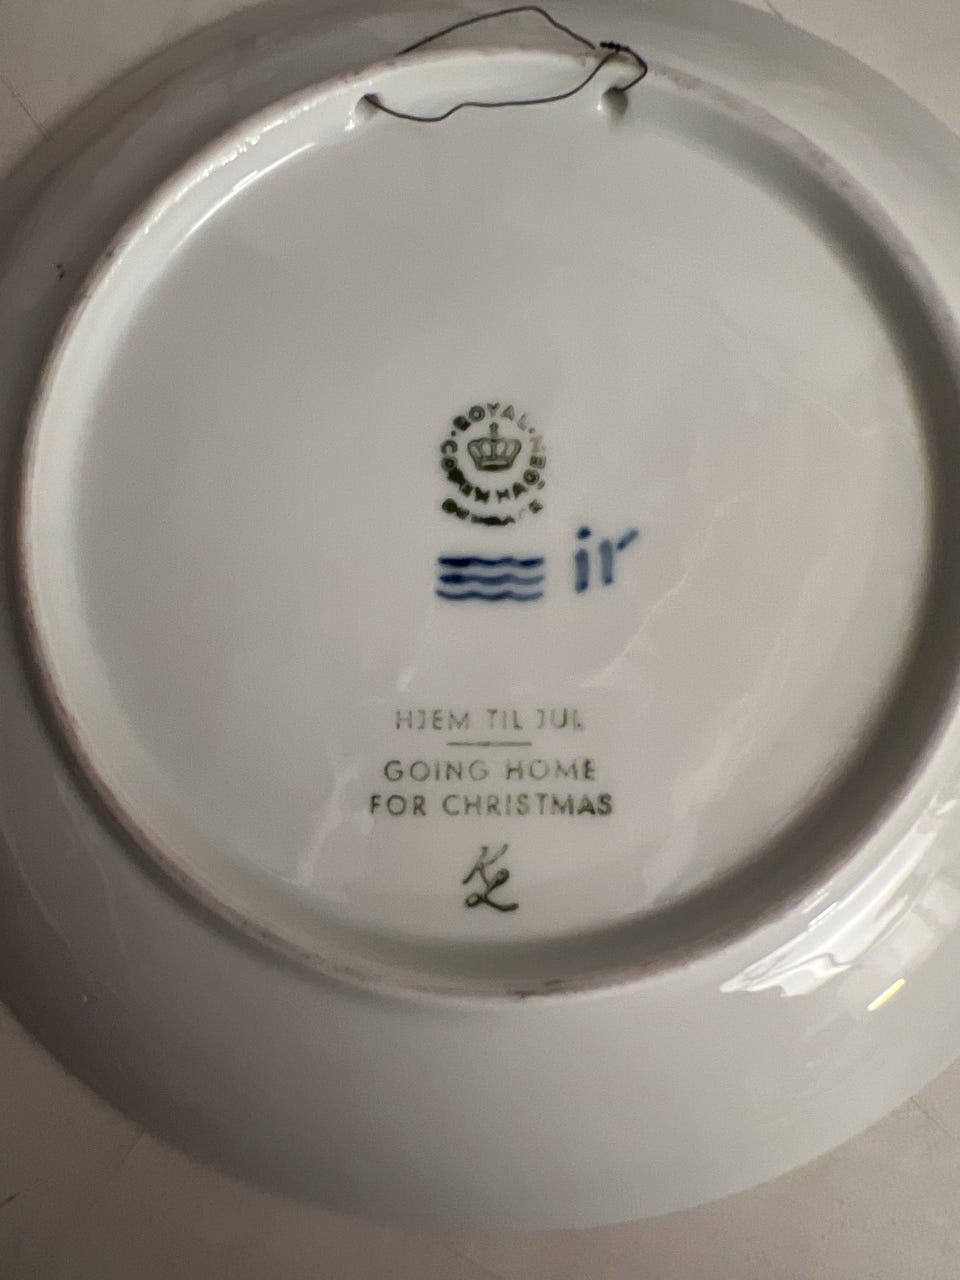 ROYAL
COPENHAGEN
ir
HJEM TIL JUL
GOING HOME
FOR CHRISTMAS
KL